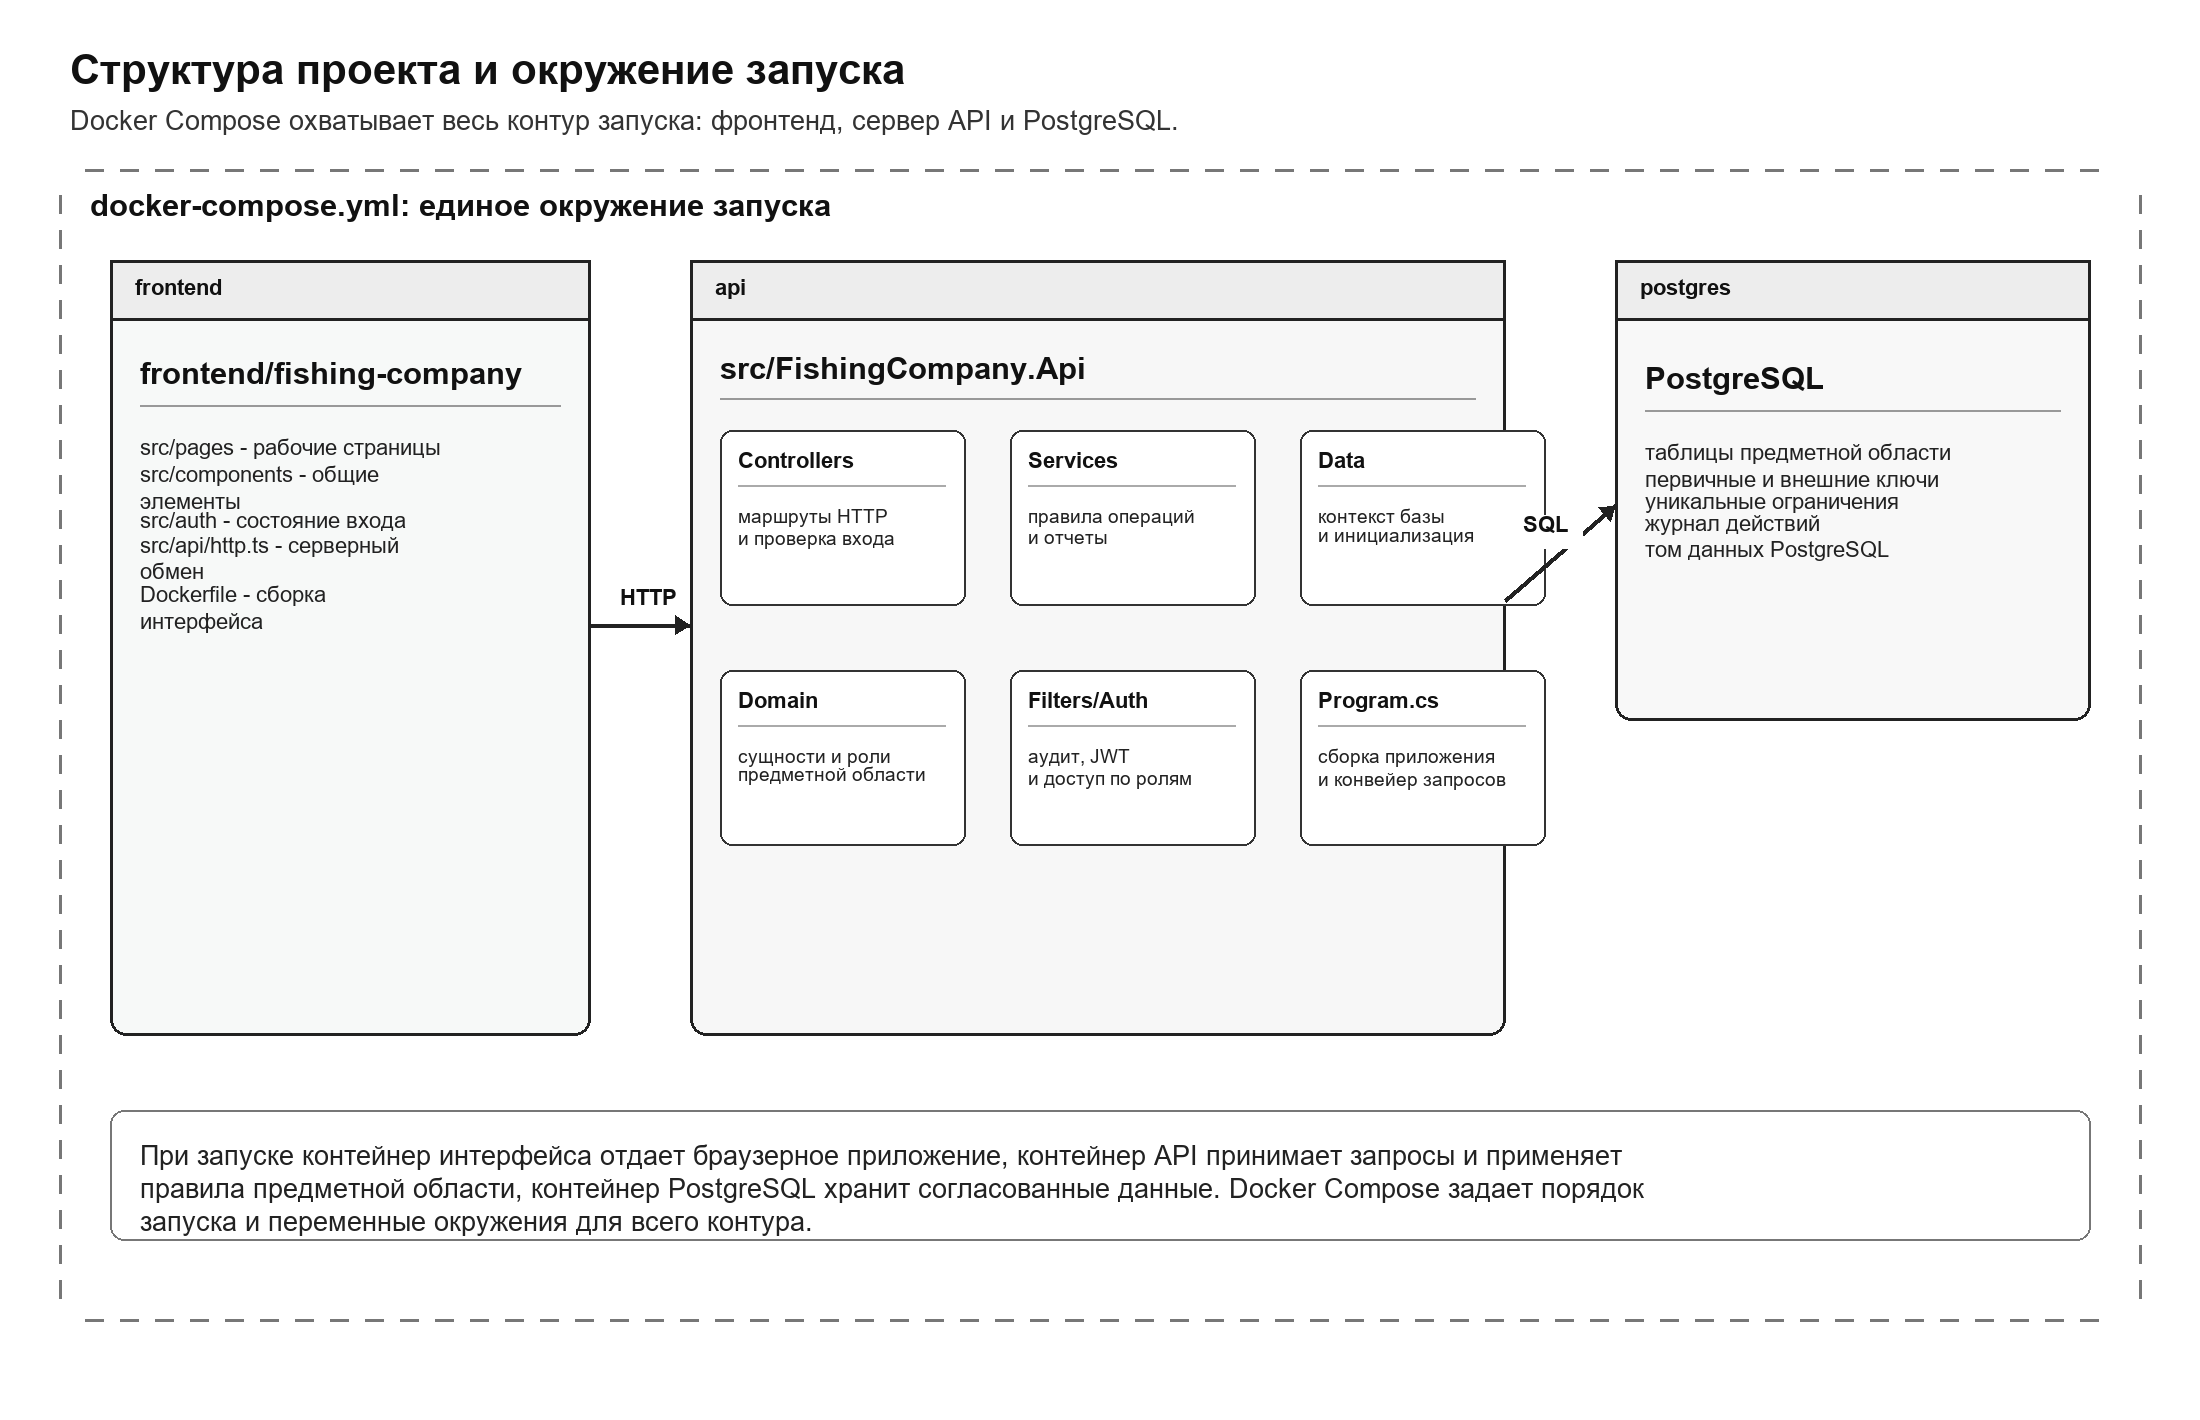 Структура проекта и окружение запуска
Docker Compose охватывает весь контур запуска: фронтенд, сервер API и PostgreSQL.
docker-compose.yml: единое окружение запуска
frontend
frontend/fishing-company
src/pages - рабочие страницы
src/components - общие
элементы
src/auth - состояние входа
src/api/http.ts - серверный
обмен
Dockerfile - сборка
интерфейса
HTTP
api
src/FishingCompany.Api
Controllers
маршруты HTTP
и проверка входа
Services
правила операций
и отчеты
Data
контекст базы
и инициализация
Domain
сущности и роли
предметной области
Filters/Auth
аудит, JWT
и доступ по ролям
Program.cs
сборка приложения
и конвейер запросов
SQL
postgres
PostgreSQL
таблицы предметной области
первичные и внешние ключи
уникальные ограничения
журнал действий
том данных PostgreSQL
При запуске контейнер интерфейса отдает браузерное приложение, контейнер API принимает запросы и применяет
правила предметной области, контейнер PostgreSQL хранит согласованные данные. Docker Compose задает порядок
запуска и переменные окружения для всего контура.